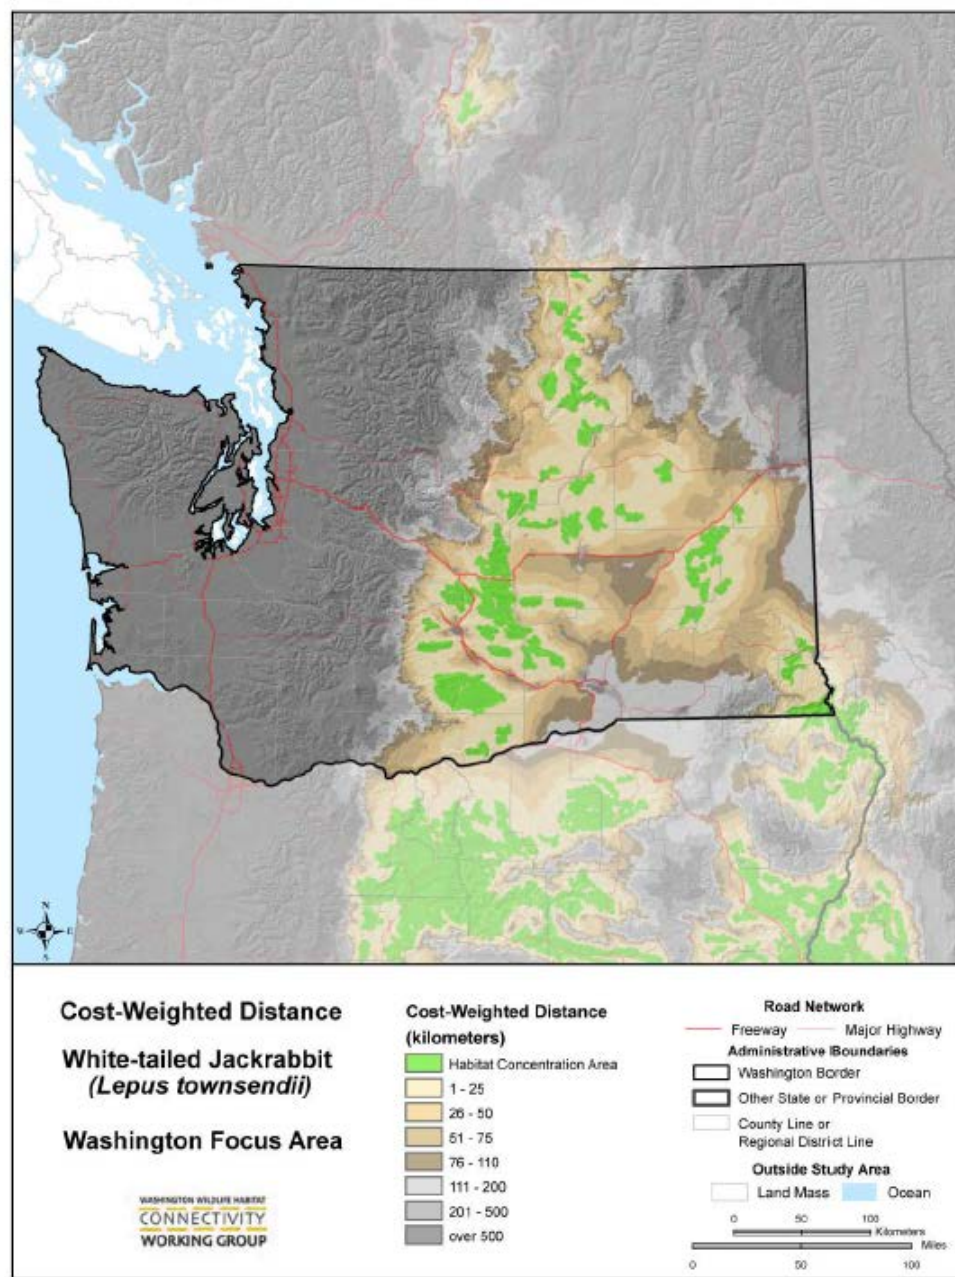 N
W
E
S
Cost-Weighted Distance
White-tailed Jackrabbit
(Lepus townsendii)
Washington Focus Area
WASHINGTON WILDLIFE HABITAT
CONNECTIVITY
WORKING GROUP
Cost-Weighted Distance
(kilometers)
Habitat Concentration Area
1 - 25
26 - 50
51 - 75
76 - 110
111 - 200
201 - 500
over 500
Road Network
Freeway
Major Highway
Administrative Boundaries
Washington Border
Other State or Provincial Border
County Line or
Regional District Line
Outside Study Area
Land Mass
Ocean
0 50 100
Kilometers
Miles
0 50 100